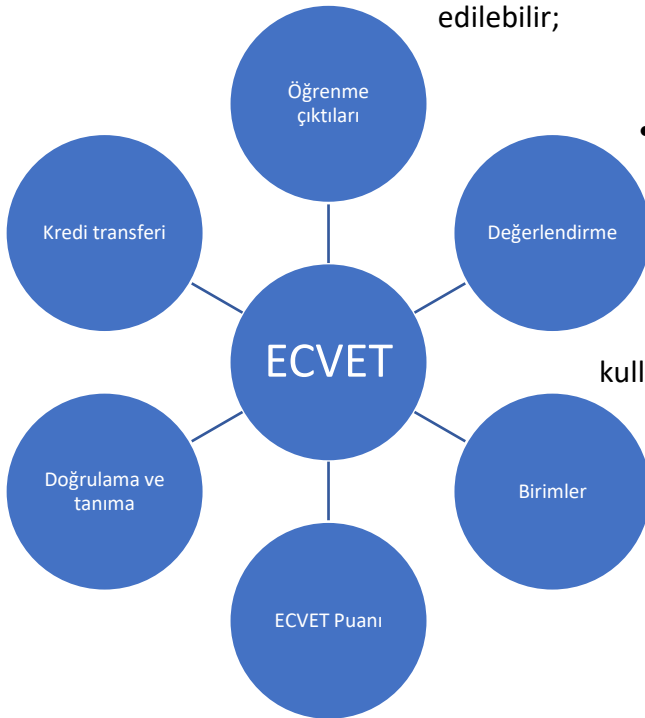 edilebilir;
Öğrenme
çıktıları
•
Kredi transferi
Değerlendirme
ECVET
kull
Doğrulama ve
tanıma
Birimler
ECVET Puanı